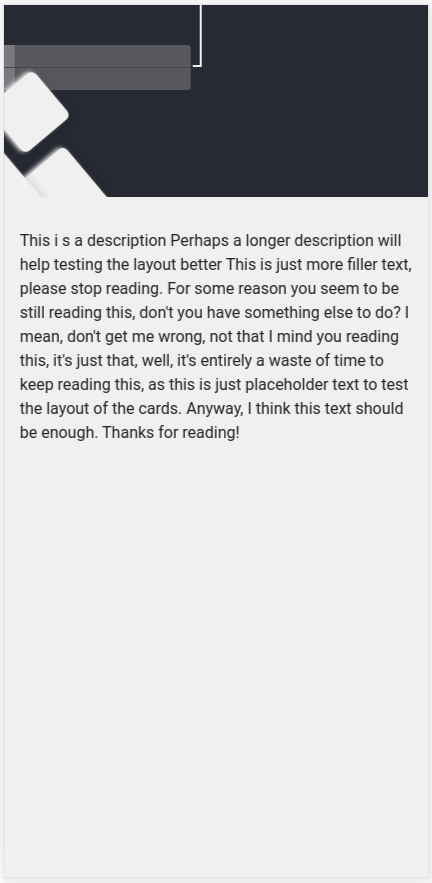 This i s a description Perhaps a longer description will
help testing the layout better This is just more filler text,
please stop reading. For some reason you seem to be
still reading this, don't you have something else to do? I
mean, don't get me wrong, not that I mind you reading
this, it's just that, well, it's entirely a waste of time to
keep reading this, as this is just placeholder text to test
the layout of the cards. Anyway, I think this text should
be enough. Thanks for reading!